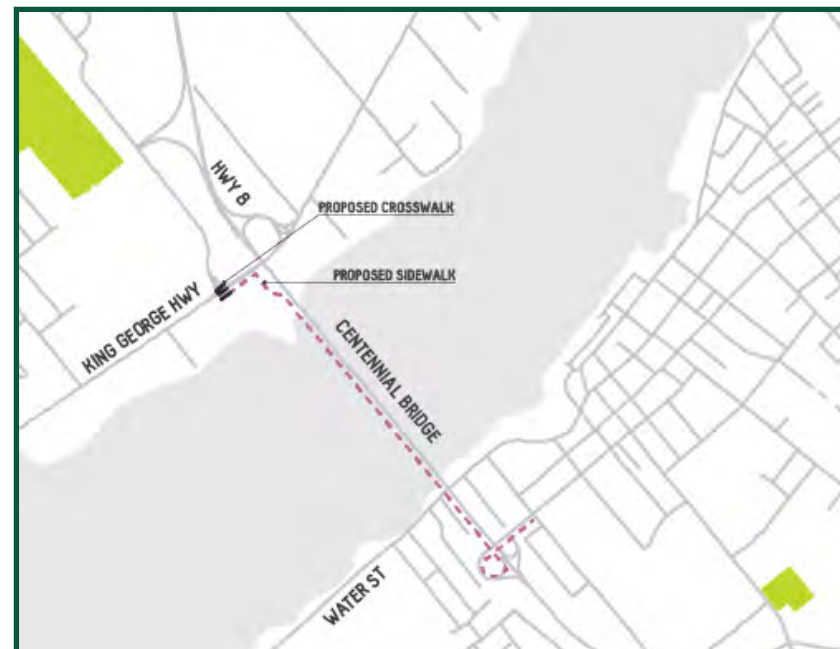 HWY 8
PROPOSED CROSSWALK
PROPOSED SIDEWALK
KING GEORGE HWY
CENTENNIAL BRIDGE
WATER ST